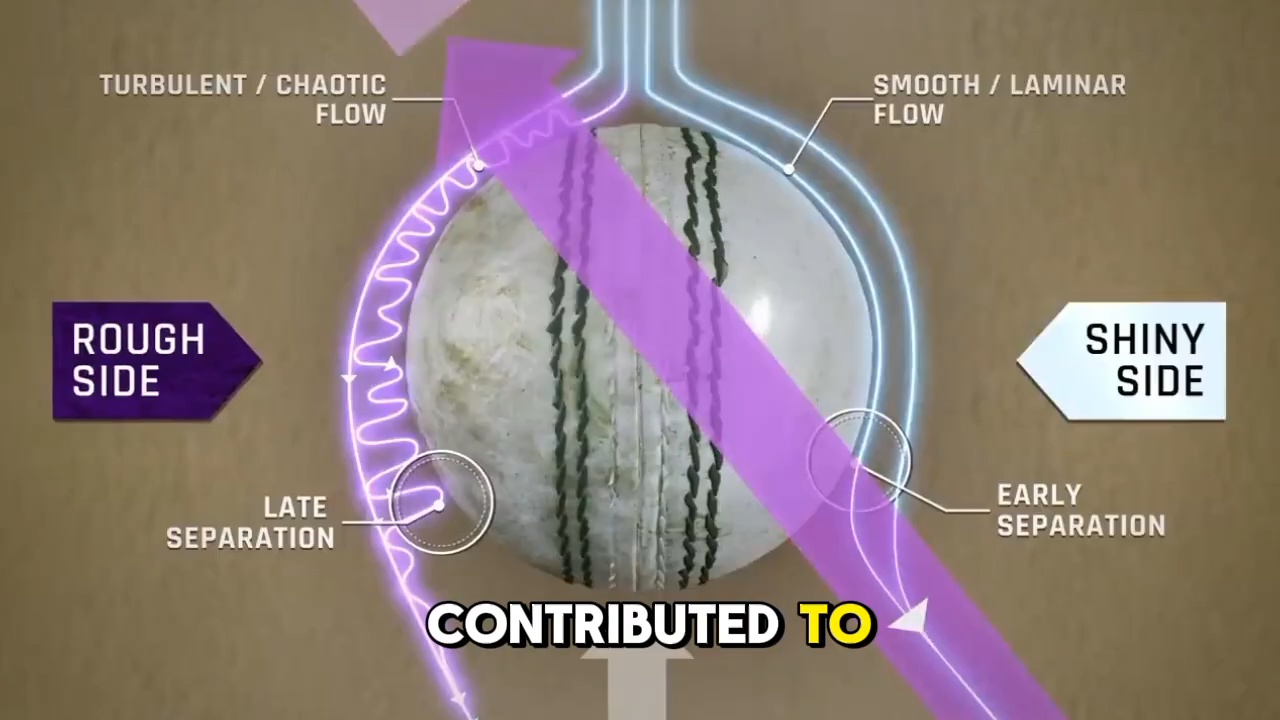 TURBULENT / CHAOTIC
FLOW
SMOOTH / LAMINAR
FLOW
ROUGH
SIDE
SHINY
SIDE
LATE
SEPARATION
EARLY
SEPARATION
CONTRIBUTED TO